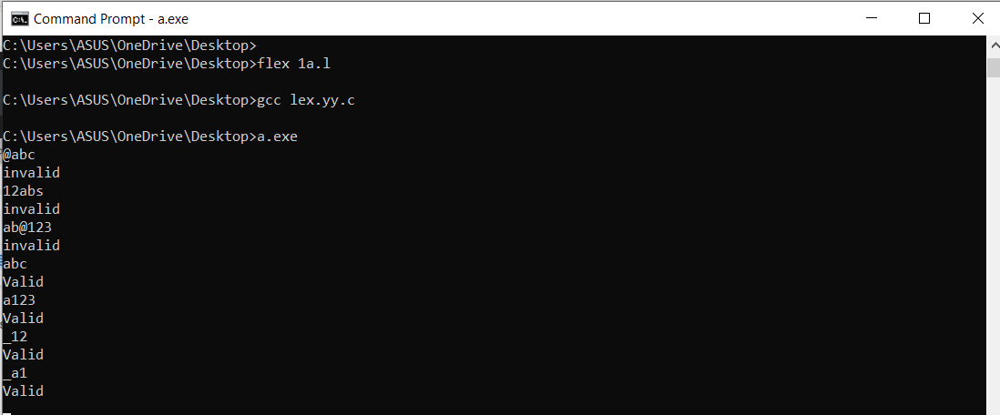 Command Prompt - a.exe
C:\Users\ASUS\OneDrive\Desktop>
C:\Users\ASUS\OneDrive\Desktop>flex 1a.l
C:\Users\ASUS\OneDrive\Desktop>gcc lex.yy.c
C:\Users\ASUS\OneDrive\Desktop>a.exe
@abc
invalid
12abs
invalid
ab@123
invalid
abc
Valid
a123
Valid
_12
Valid
_a1
Valid